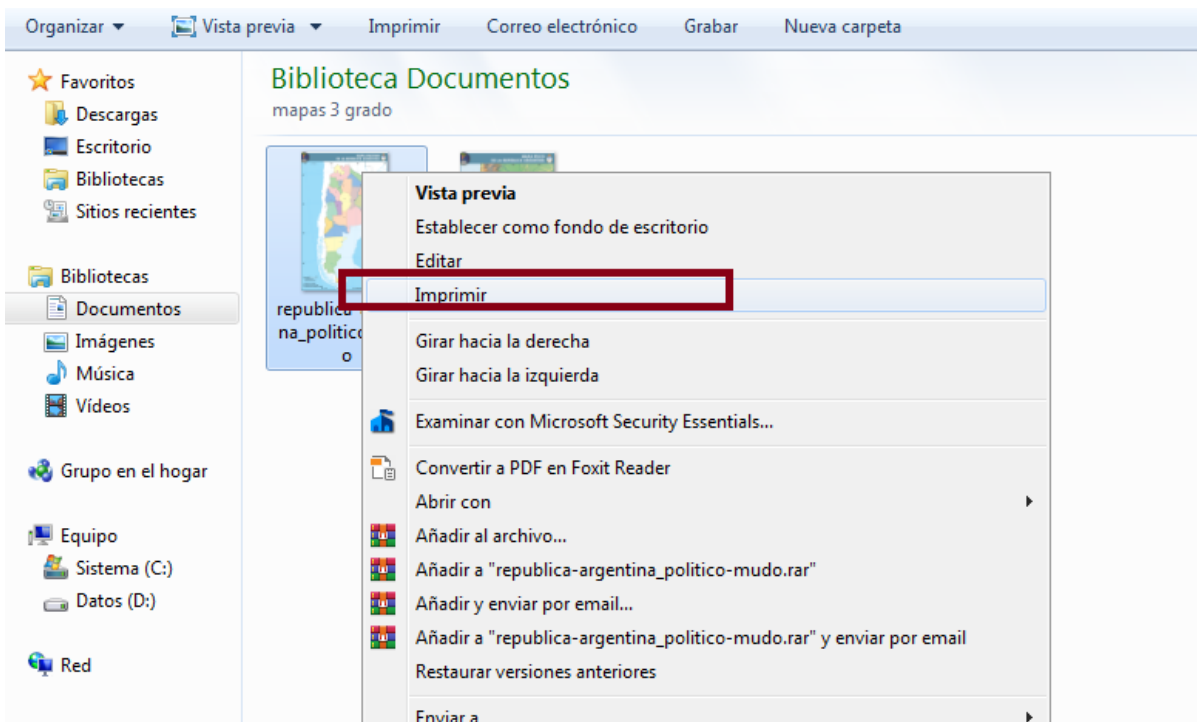 Organizar Vista previa Imprimir Correo electrónico Grabar Nueva carpeta
Favoritos
Descargas
Escritorio
Bibliotecas
Sitios recientes
Bibliotecas
Documentos
Imágenes
Música
Vídeos
Grupo en el hogar
Equipo
Sistema (C:)
Datos (D:)
Red
Biblioteca Documentos
mapas 3 grado
republica
na_politico
o
Vista previa
Establecer como fondo de escritorio
Editar
Imprimir
Girar hacia la derecha
Girar hacia la izquierda
Examinar con Microsoft Security Essentials...
Convertir a PDF en Foxit Reader
Abrir con
Añadir al archivo...
Añadir a "republica-argentina_politico-mudo.rar"
Añadir y enviar por email...
Añadir a "republica-argentina_politico-mudo.rar" y enviar por email
Restaurar versiones anteriores
Enviar a